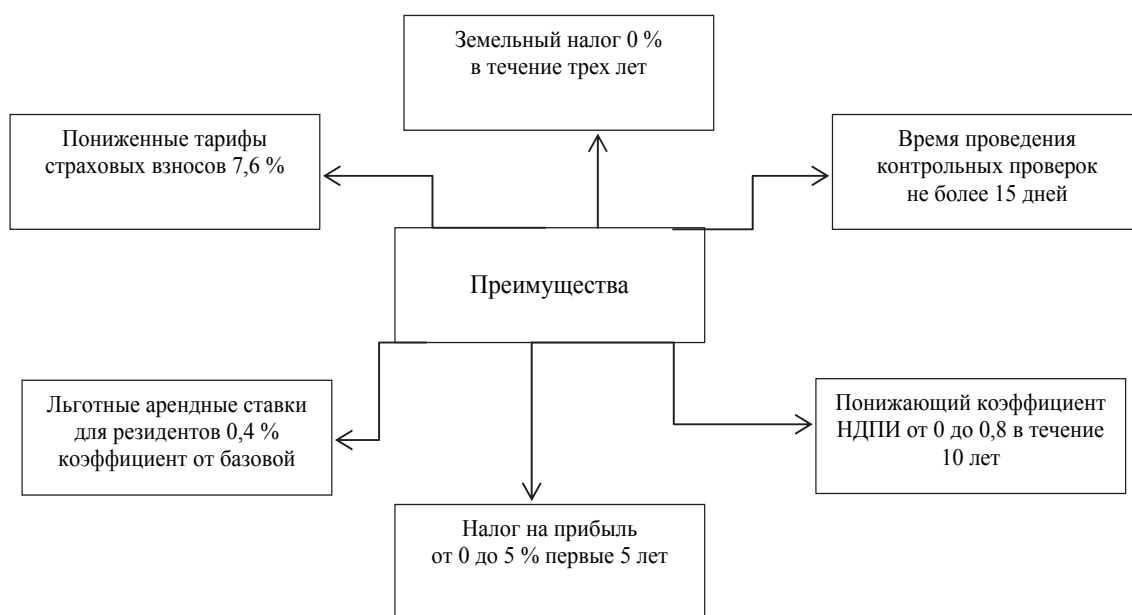 Земельный налог 0 %
в течение трех лет
Пониженные тарифы
страховых взносов 7,6 %
Время проведения
контрольных проверок
не более 15 дней
Преимущества
Льготные арендные ставки
для резидентов 0,4 %
коэффициент от базовой
Понижающий коэффициент
НДПИ от 0 до 0,8 в течение
10 лет
Налог на прибыль
от 0 до 5 % первые 5 лет